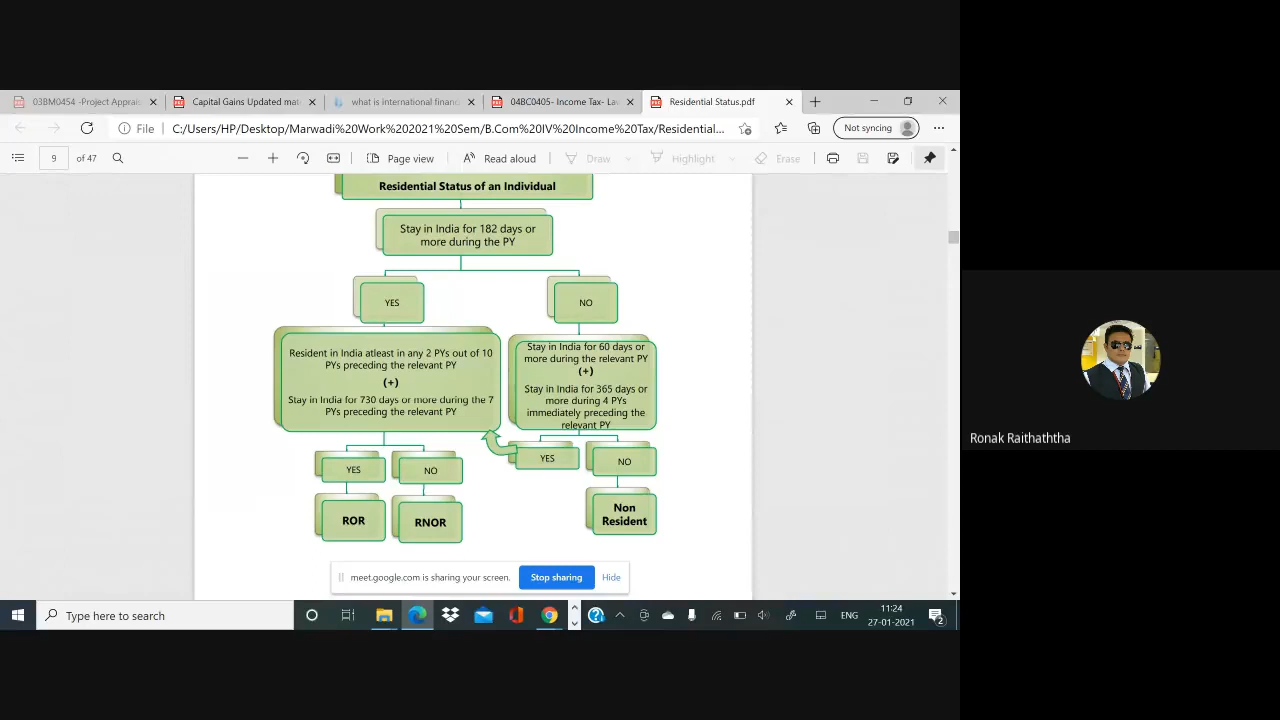 03BM0454 -Project Apprais
Capital Gains Updated mat
what is international financ
04BC0405- Income Tax- La
Residential Status.pdf
File
C:/Users/HP/Desktop/Marwadi%20Work%202021%20Sem/B.Com%20IV%20Income%20Tax/Residential...
Not syncing
9
of 47
Page view
Read aloud
Draw
Highlight
Erase
Residential Status of an Individual
Stay in India for 182 days or
more during the PY
YES
NO
Resident in India atleast in any 2 PYs out of 10
PYs preceding the relevant PY
(+)
Stay in India for 730 days or more during the 7
PYs preceding the relevant PY
Stay in India for 60 days or
more during the relevant PY
(+)
Stay in India for 365 days or
more during 4 PYs
immediately preceding the
relevant PY
YES
NO
YES
NO
ROR
RNOR
Non
Resident
meet.google.com is sharing your screen.
Stop sharing
Hide
Ronak Raithaththa
Type here to search
ENG
11:24
27-01-2021
2